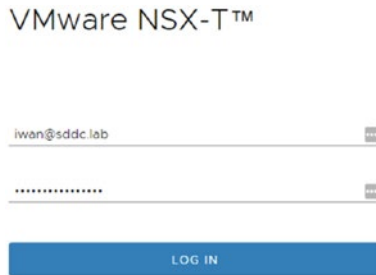 VMware NSX-T™
iwan@sddc.lab
••••••••••••••••
LOG IN